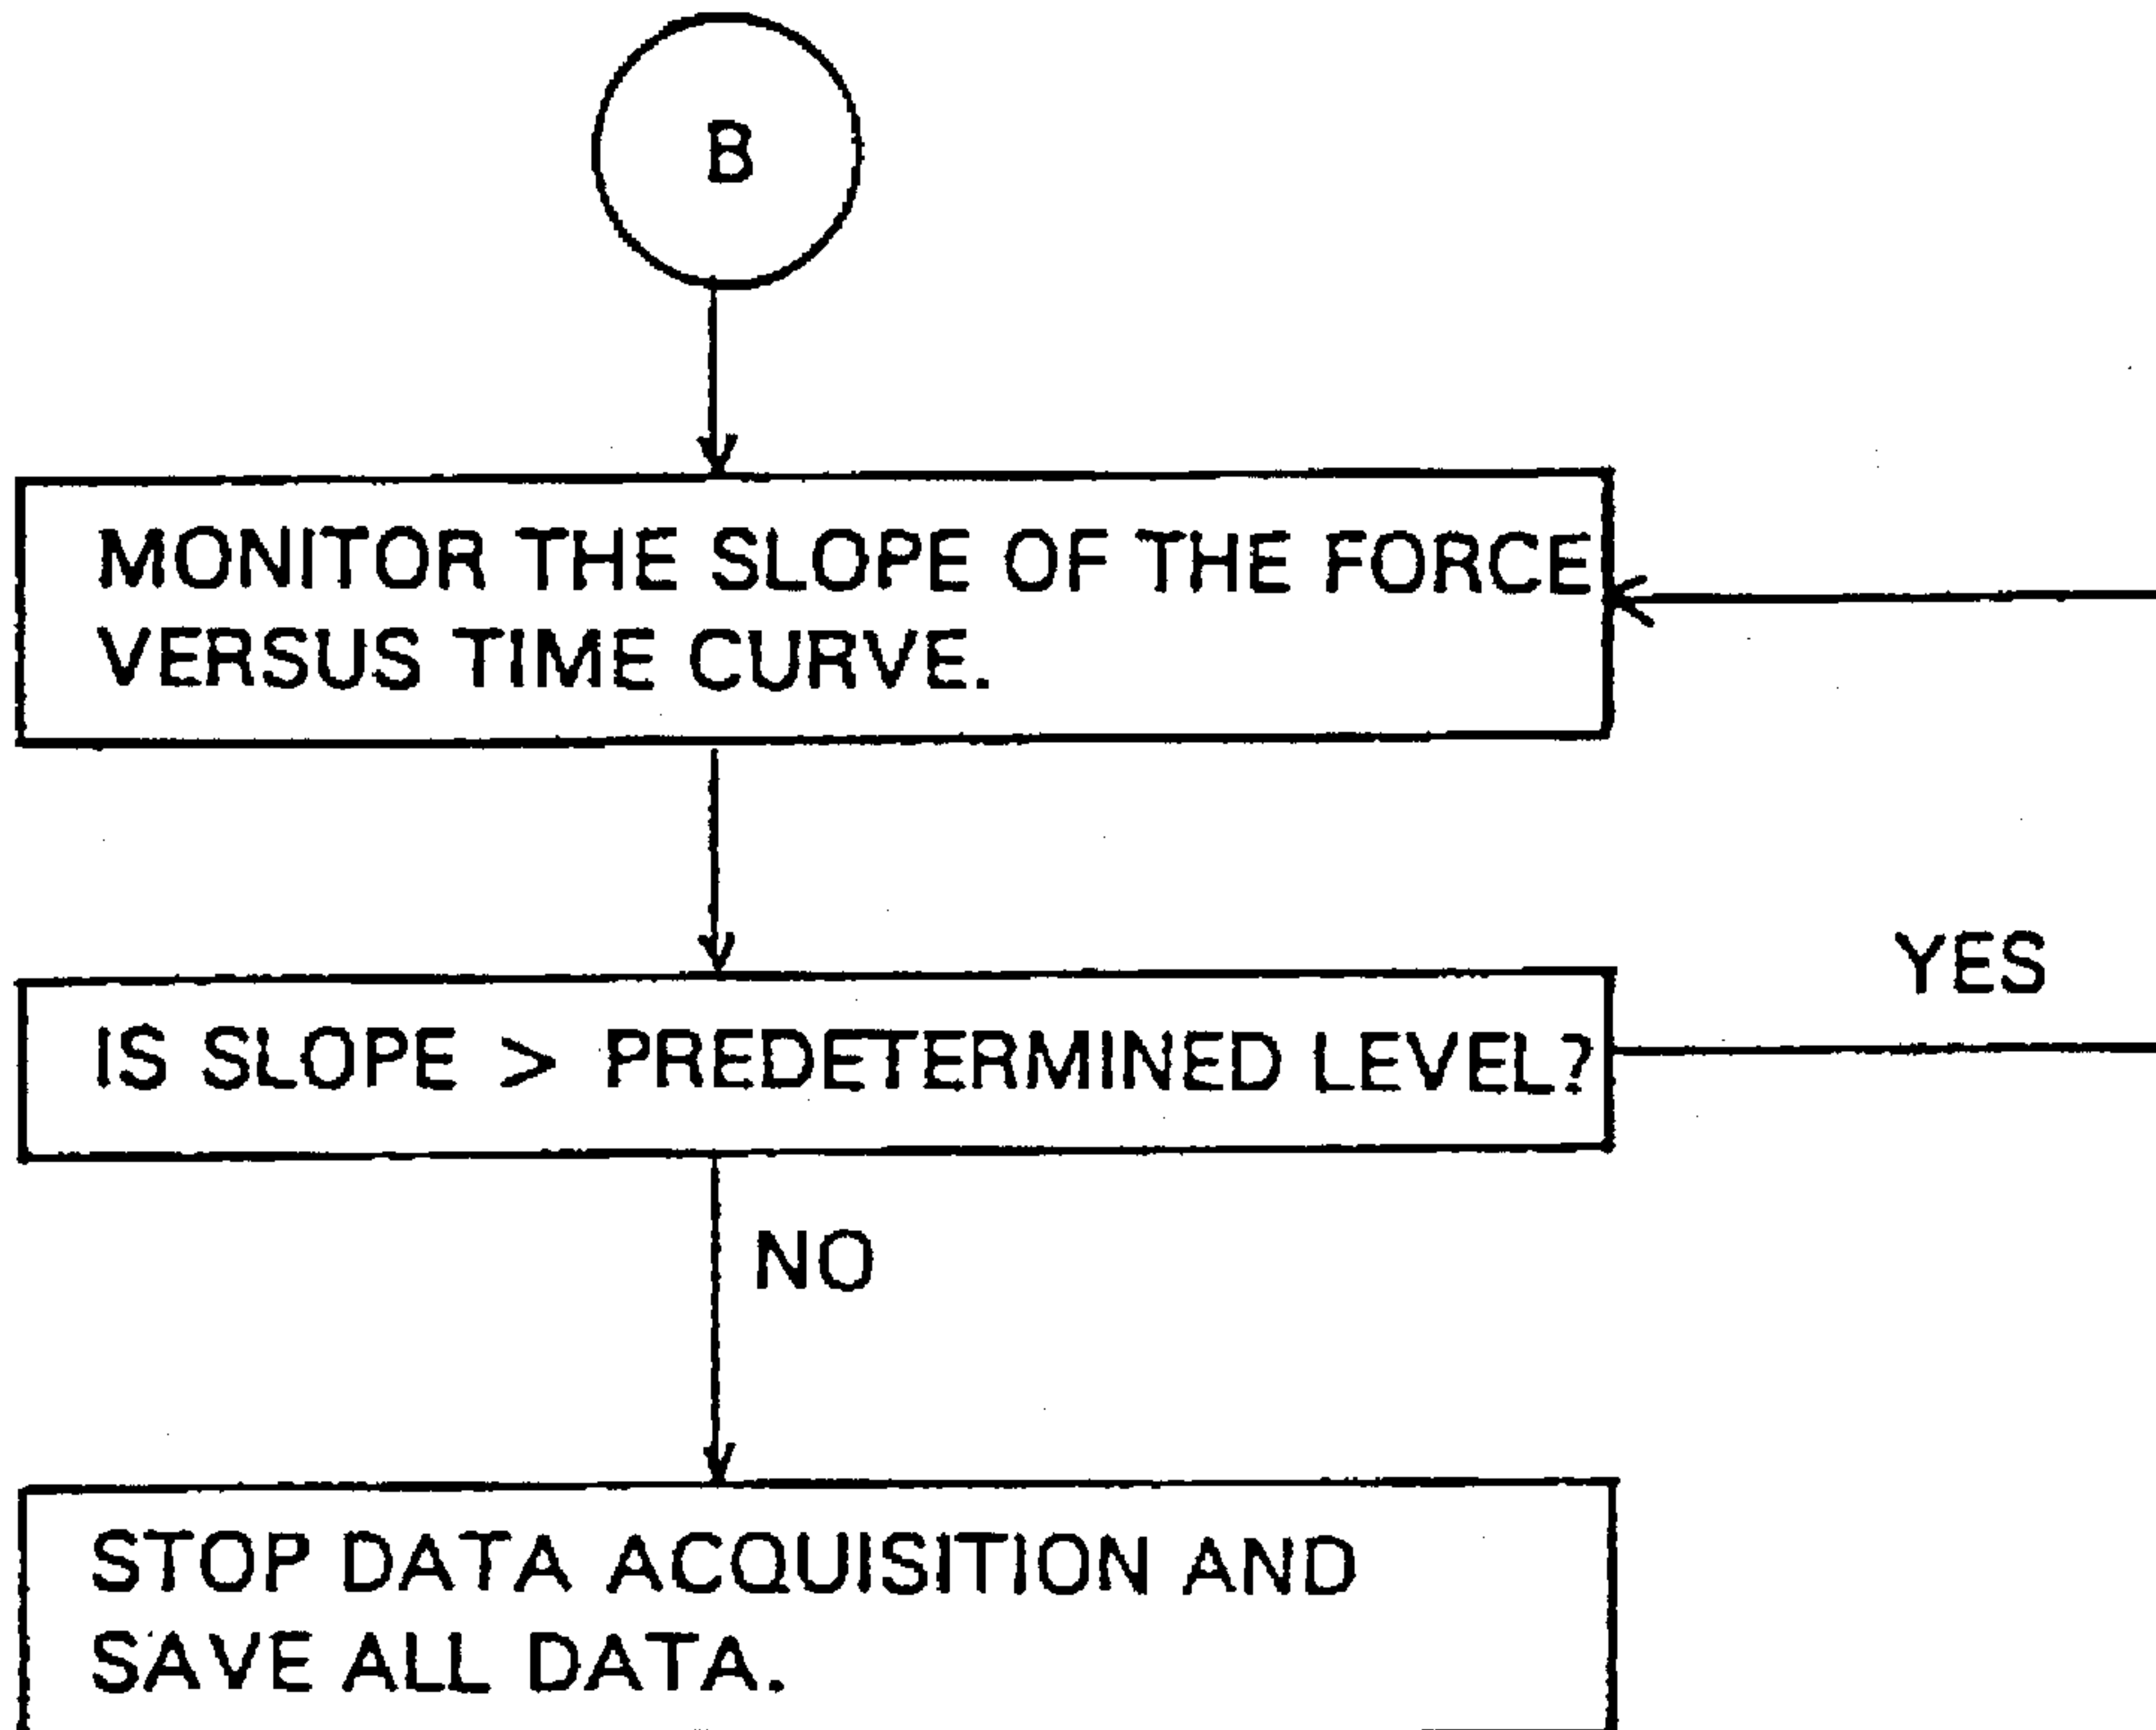 B
MONITOR THE SLOPE OF THE FORCE
VERSUS TIME CURVE.
YES
IS SLOPE > PREDETERMINED LEVEL?
NO
STOP DATA ACQUISITION AND
SAVE ALL DATA.